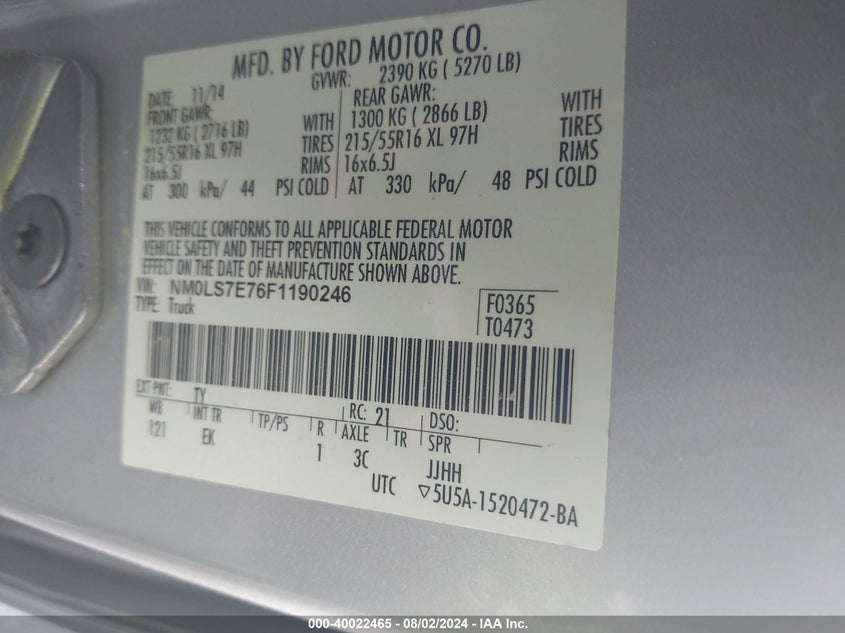 MFD. BY FORD MOTOR CO.
GVWR: 2390 KG ( 5270 LB)
DATE: 11/14
FRONT GAWR:
1232 KG ( 2716 LB) WITH
215/55R16 XL 97H TIRES
16x6.5J RIMS
AT 300 kPa/ 44 PSI COLD
REAR GAWR:
1300 KG ( 2866 LB) WITH
215/55R16 XL 97H TIRES
16x6.5J RIMS
AT 330 kPa/ 48 PSI COLD
THIS VEHICLE CONFORMS TO ALL APPLICABLE FEDERAL MOTOR
VEHICLE SAFETY AND THEFT PREVENTION STANDARDS IN
EFFECT ON THE DATE OF MANUFACTURE SHOWN ABOVE.
VIN: NM0LS7E76F1190246
TYPE: Truck
F0365
T0473
EXT PNT: TY RC: 21 DSO:
WB INT TR TP/PS R AXLE TR SPR
121 EK 1 3C JJHH
UTC ▽5U5A-1520472-BA
000-40022465 - 08/02/2024 - IAA Inc.